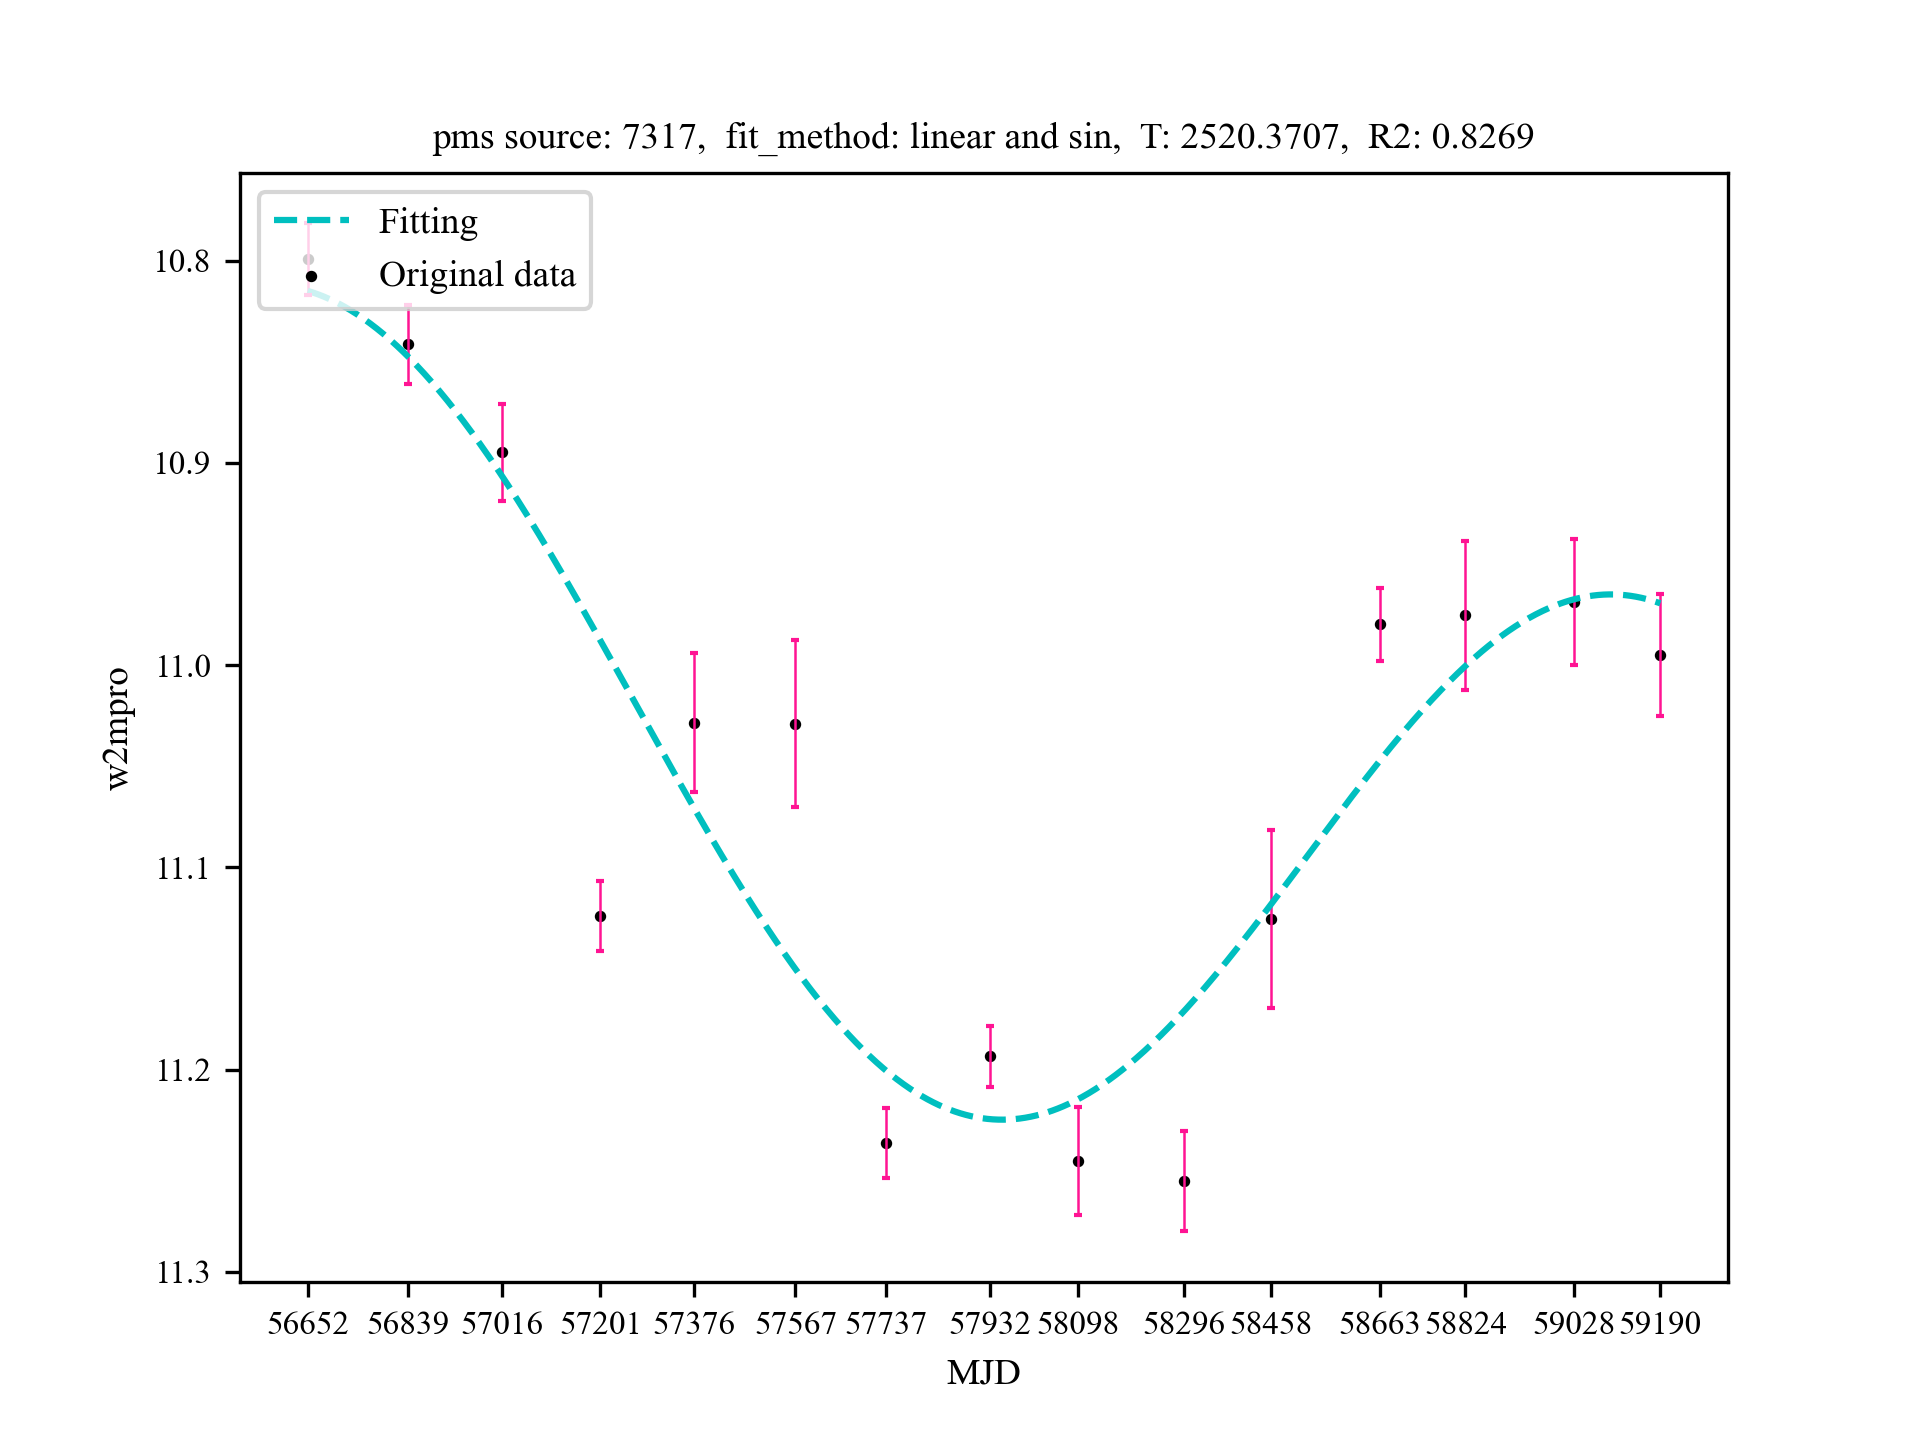 pms source: 7317,  fit_method: linear and sin,  T: 2520.3707,  R2: 0.8269
Fitting
Original data
10.8
10.9
11.0
11.1
11.2
11.3
w2mpro
56652 56839 57016 57201 57376 57567 57737 57932 58098 58296 58458 58663 58824 59028 59190
MJD